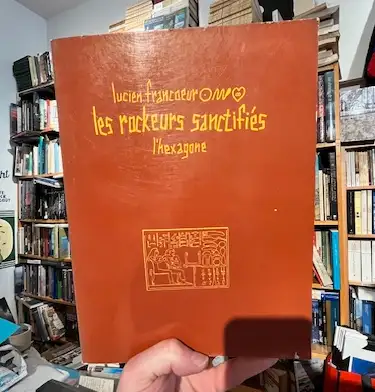 lucien francoeur
les rockeurs sanctifiés
l'hexagone